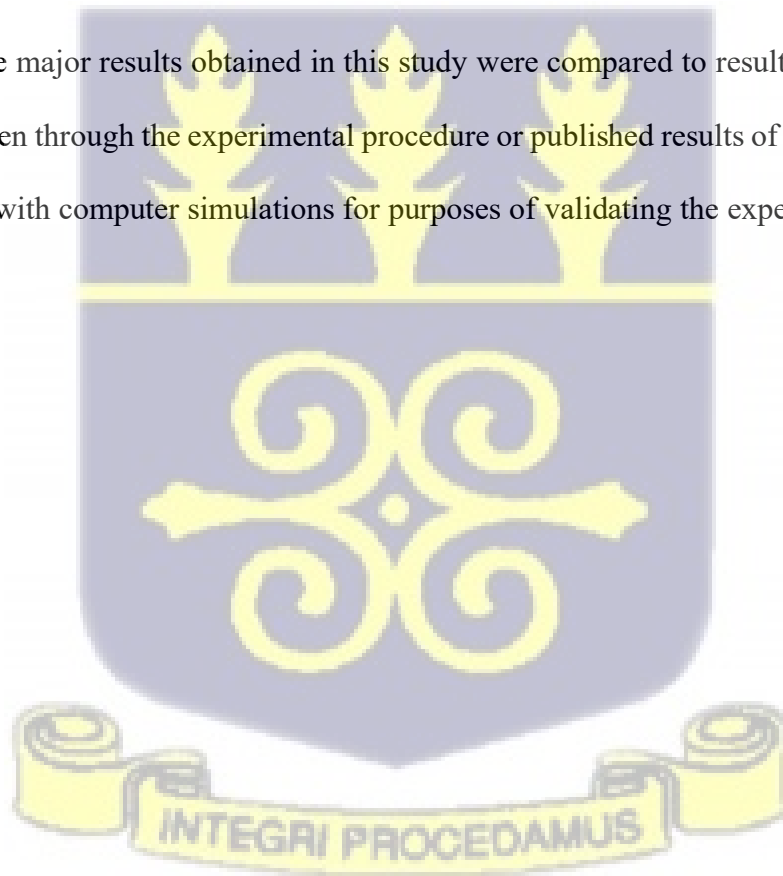 e major results obtained in this study were compared to result
en through the experimental procedure or published results of
with computer simulations for purposes of validating the expe
INTEGRI PROCEDAMUS